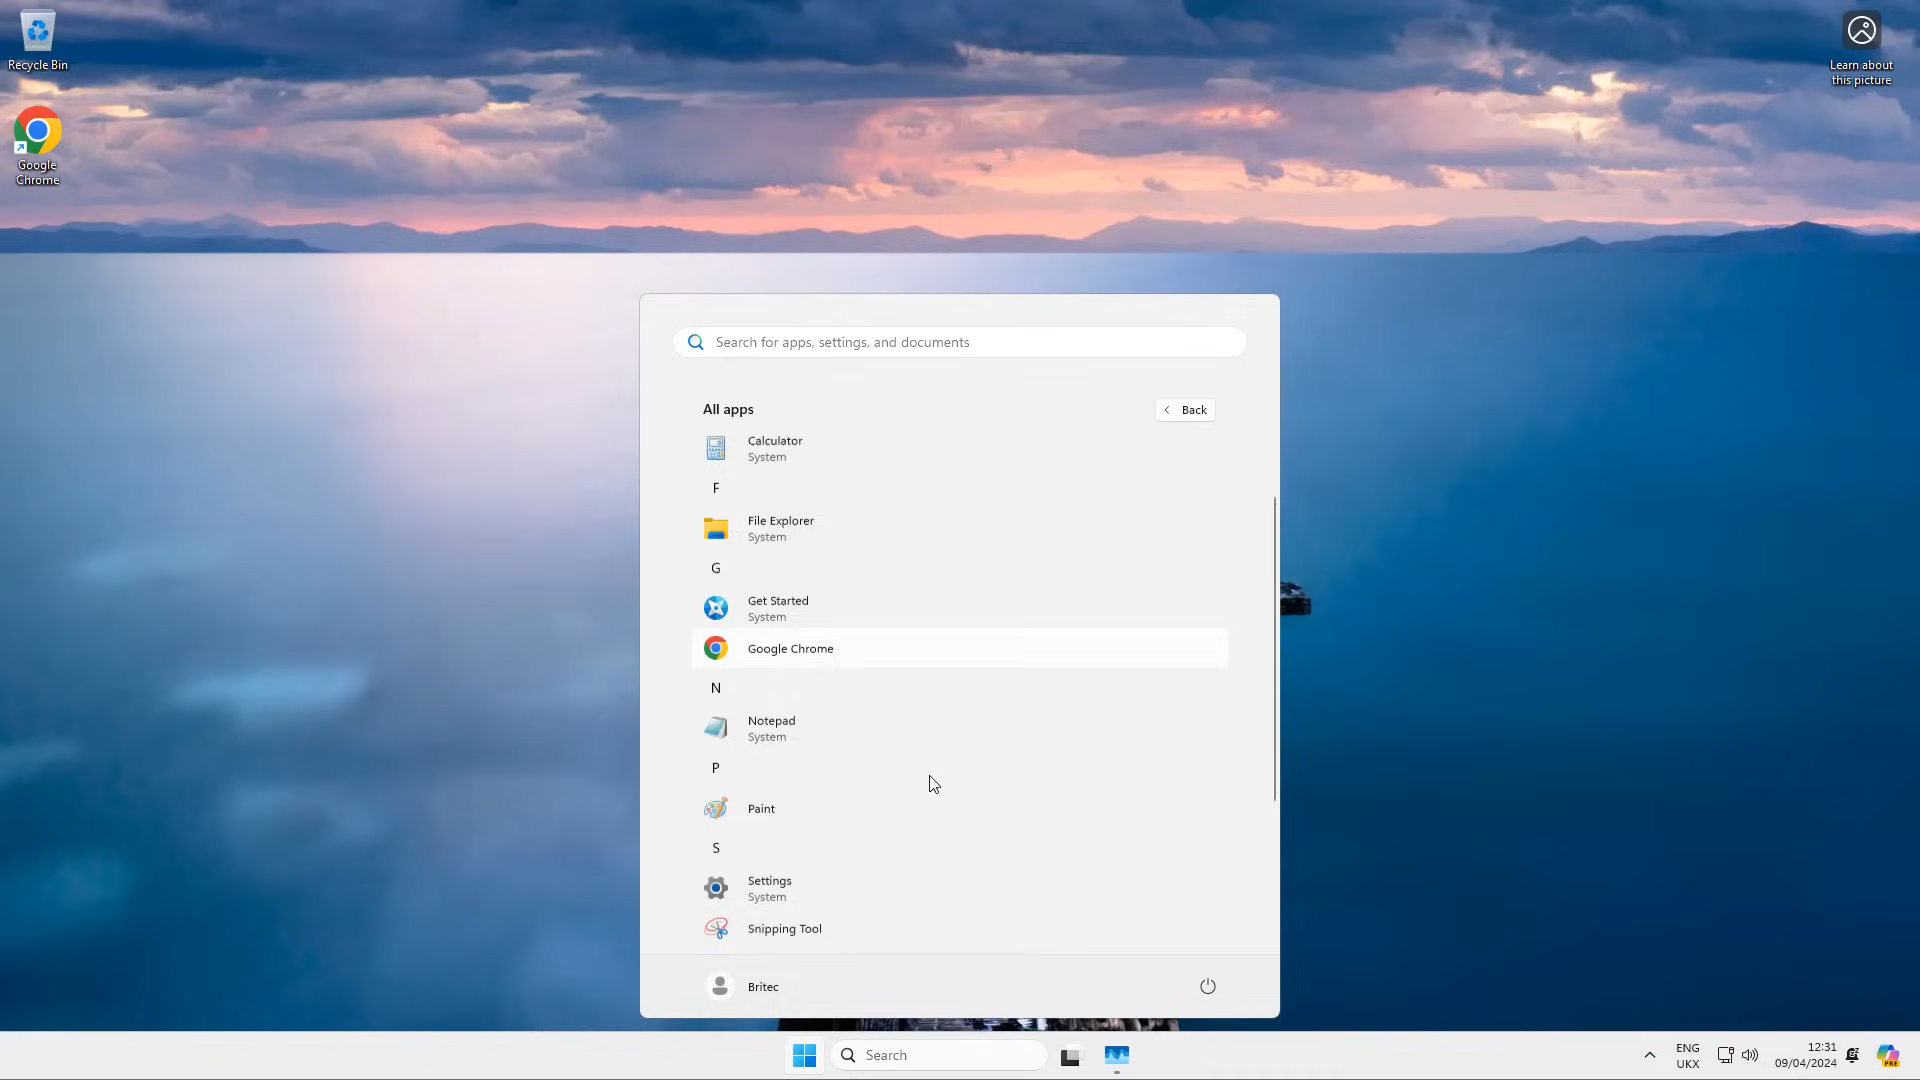 Recycle Bin
Google
Chrome
Learn about
this picture
Search for apps, settings, and documents
All apps
Back
Calculator
System
F
File Explorer
System
G
Get Started
System
Google Chrome
N
Notepad
System
P
Paint
S
Settings
System
Snipping Tool
Britec
Search
ENG
UKX
12:31
09/04/2024
PRE